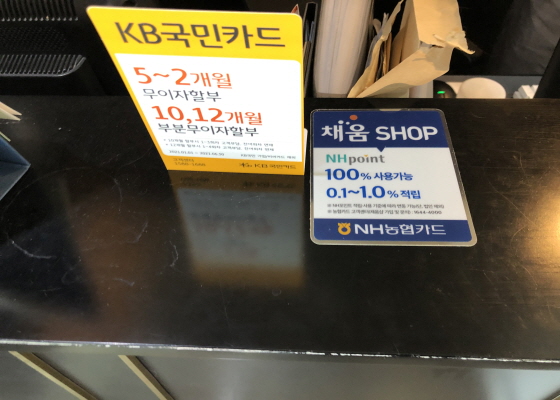 KB국민카드
5~2개월
무이자할부
10,12개월
부분무이자할부
KB국민카드
채움 SHOP
NHpoint
100% 사용가능
0.1~1.0% 적립
NH농협카드